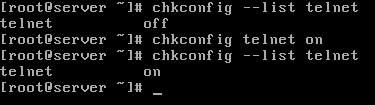 [root@server ~]# chkconfig --list telnet
telnet          off
[root@server ~]# chkconfig telnet on
[root@server ~]# chkconfig --list telnet
telnet          on
[root@server ~]# _